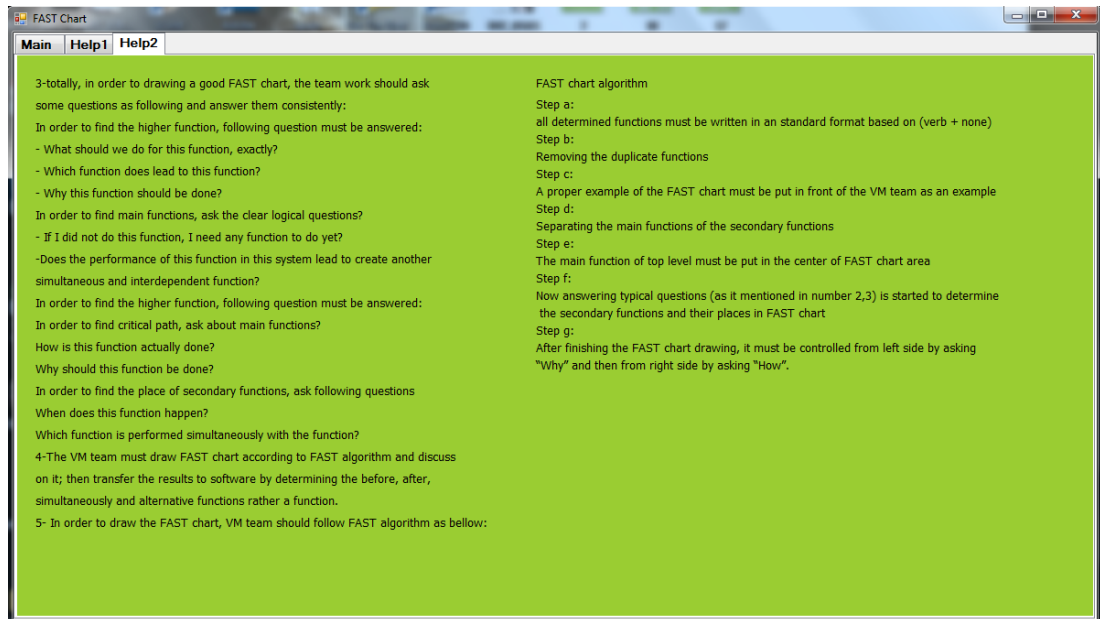 FAST Chart
Main Help1 Help2
3-totally, in order to drawing a good FAST chart, the team work should ask
some questions as following and answer them consistently:
In order to find the higher function, following question must be answered:
- What should we do for this function, exactly?
- Which function does lead to this function?
- Why this function should be done?
In order to find main functions, ask the clear logical questions?
- If I did not do this function, I need any function to do yet?
-Does the performance of this function in this system lead to create another
simultaneous and interdependent function?
In order to find the higher function, following question must be answered:
In order to find critical path, ask about main functions?
How is this function actually done?
Why should this function be done?
In order to find the place of secondary functions, ask following questions
When does this function happen?
Which function is performed simultaneously with the function?
4-The VM team must draw FAST chart according to FAST algorithm and discuss
on it; then transfer the results to software by determining the before, after,
simultaneously and alternative functions rather a function.
5- In order to draw the FAST chart, VM team should follow FAST algorithm as bellow:
FAST chart algorithm
Step a:
all determined functions must be written in an standard format based on (verb + none)
Step b:
Removing the duplicate functions
Step c:
A proper example of the FAST chart must be put in front of the VM team as an example
Step d:
Separating the main functions of the secondary functions
Step e:
The main function of top level must be put in the center of FAST chart area
Step f:
Now answering typical questions (as it mentioned in number 2,3) is started to determine
the secondary functions and their places in FAST chart
Step g:
After finishing the FAST chart drawing, it must be controlled from left side by asking
“Why” and then from right side by asking “How”.